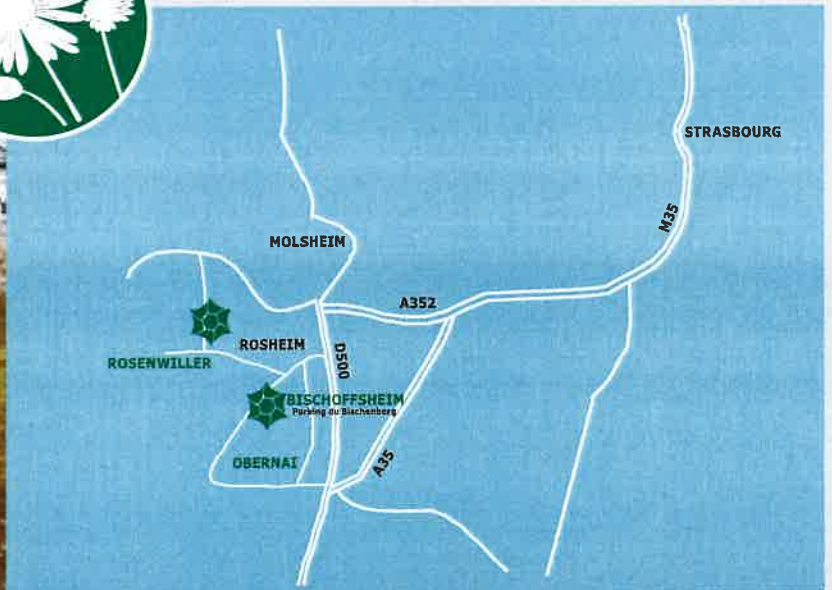 STRASBOURG
M35
MOLSHEIM
A352
ROSHEIM
D500
ROSENWILLER
BISCHOFFSHEIM
Parking du Bischenberg
OBERNAI
A35